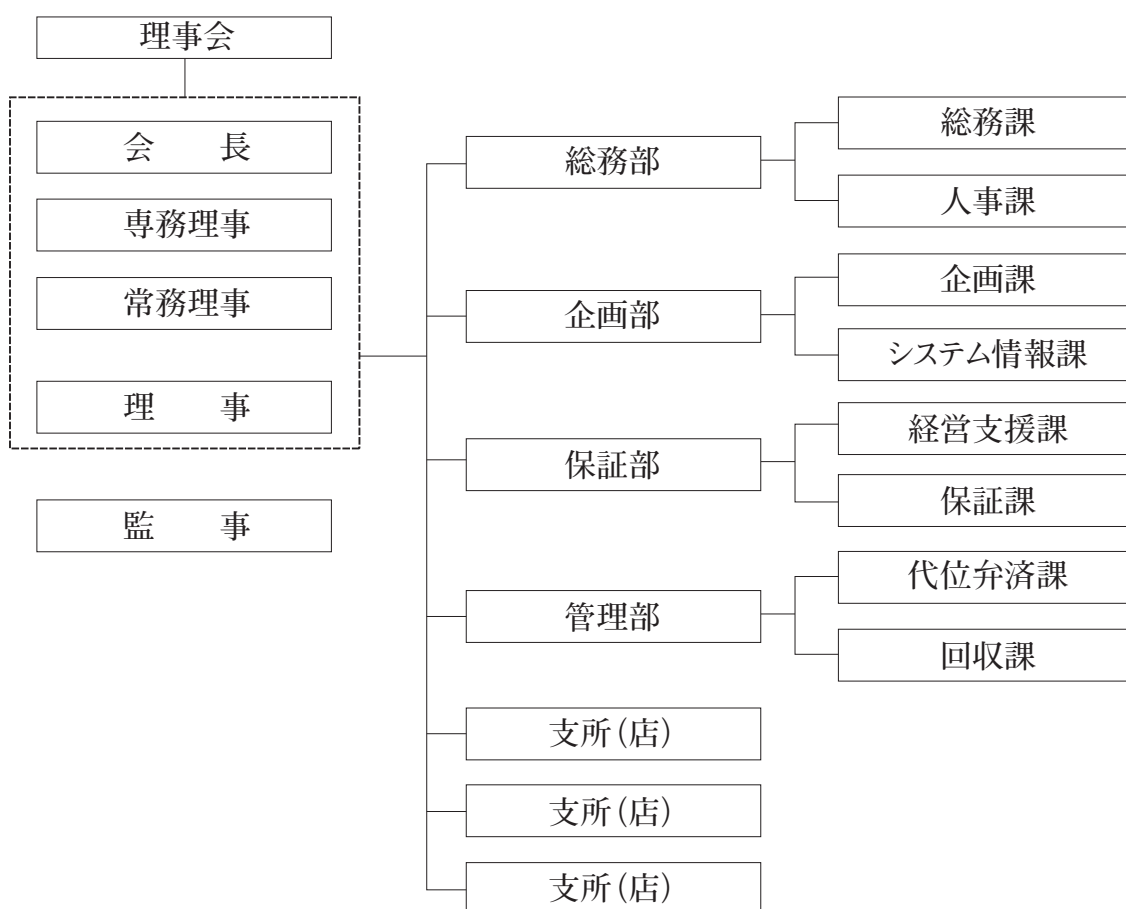 理事会
会　　長
専務理事
常務理事
理　　事
監　　事
総務部
企画部
保証部
管理部
支所（店）
支所（店）
支所（店）
総務課
人事課
企画課
システム情報課
経営支援課
保証課
代位弁済課
回収課